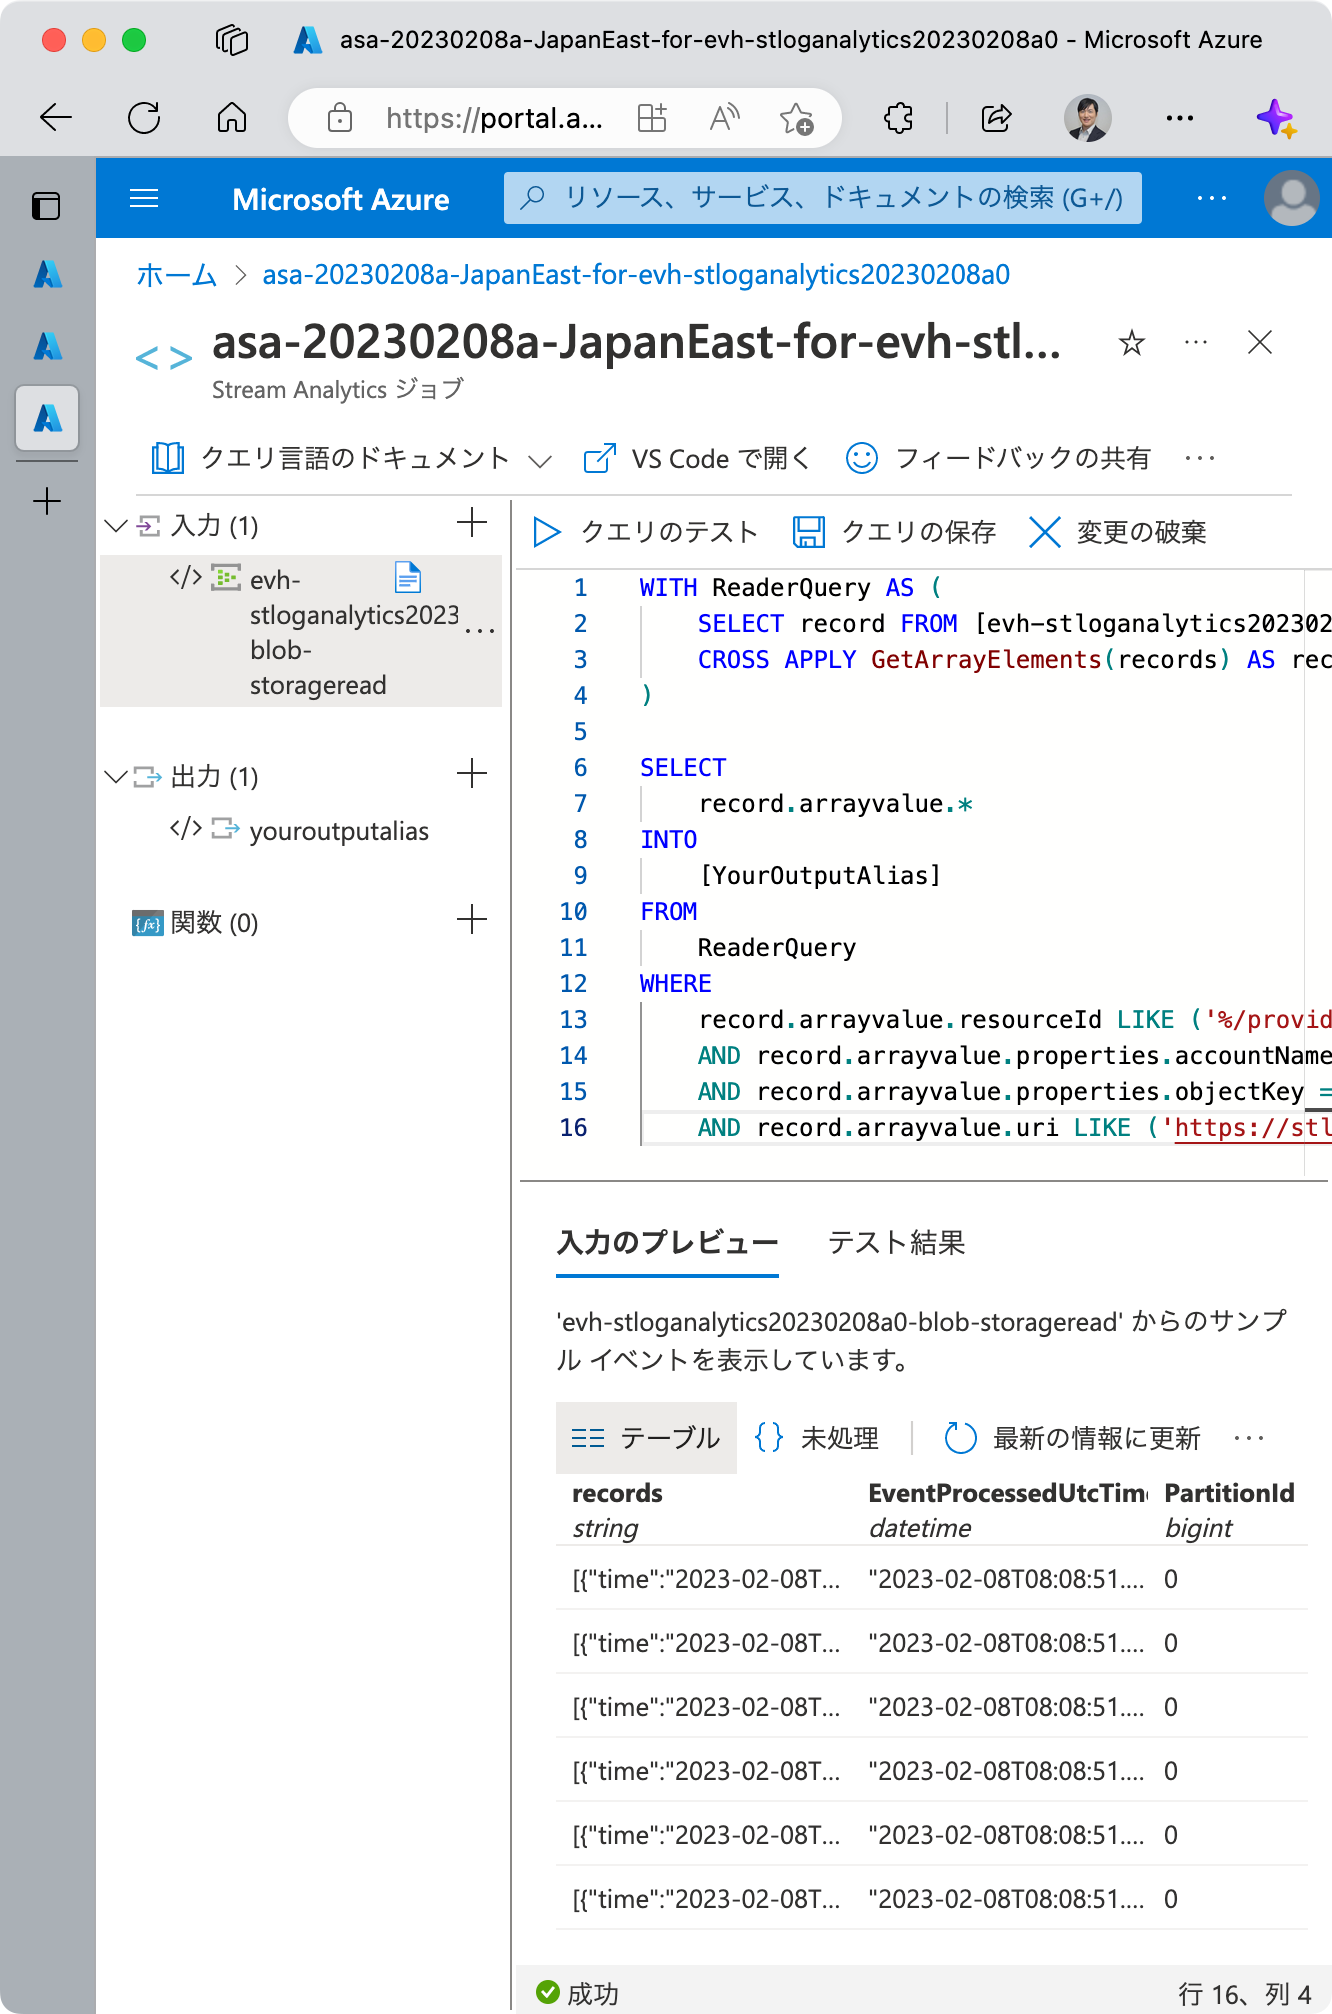 asa-20230208a-JapanEast-for-evh-stloganalytics20230208a0 - Microsoft Azure
https://portal.a...
Microsoft Azure
リソース、サービス、ドキュメントの検索 (G+/)
ホーム > asa-20230208a-JapanEast-for-evh-stloganalytics20230208a0
<> asa-20230208a-JapanEast-for-evh-stl...
Stream Analytics ジョブ
クエリ言語のドキュメント
VS Code で開く
フィードバックの共有
入力 (1)
evh-
stloganalytics2023
blob-
storageread
出力 (1)
youroutputalias
関数 (0)
クエリのテスト
クエリの保存
変更の破棄
1 WITH ReaderQuery AS (
2 SELECT record FROM [evh-stloganalytics202302
3 CROSS APPLY GetArrayElements(records) AS rec
4 )
5
6 SELECT
7 record.arrayvalue.*
8 INTO
9 [YourOutputAlias]
10 FROM
11 ReaderQuery
12 WHERE
13 record.arrayvalue.resourceId LIKE ('%/provid
14 AND record.arrayvalue.properties.accountName
15 AND record.arrayvalue.properties.objectKey =
16 AND record.arrayvalue.uri LIKE ('https://stl
入力のプレビュー
テスト結果
'evh-stloganalytics20230208a0-blob-storageread' からのサンプ
ル イベントを表示しています。
テーブル
{} 未処理
最新の情報に更新
records EventProcessedUtcTim PartitionId
string datetime bigint
[{"time":"2023-02-08T... "2023-02-08T08:08:51.... 0
[{"time":"2023-02-08T... "2023-02-08T08:08:51.... 0
[{"time":"2023-02-08T... "2023-02-08T08:08:51.... 0
[{"time":"2023-02-08T... "2023-02-08T08:08:51.... 0
[{"time":"2023-02-08T... "2023-02-08T08:08:51.... 0
[{"time":"2023-02-08T... "2023-02-08T08:08:51.... 0
成功
行 16、列 4